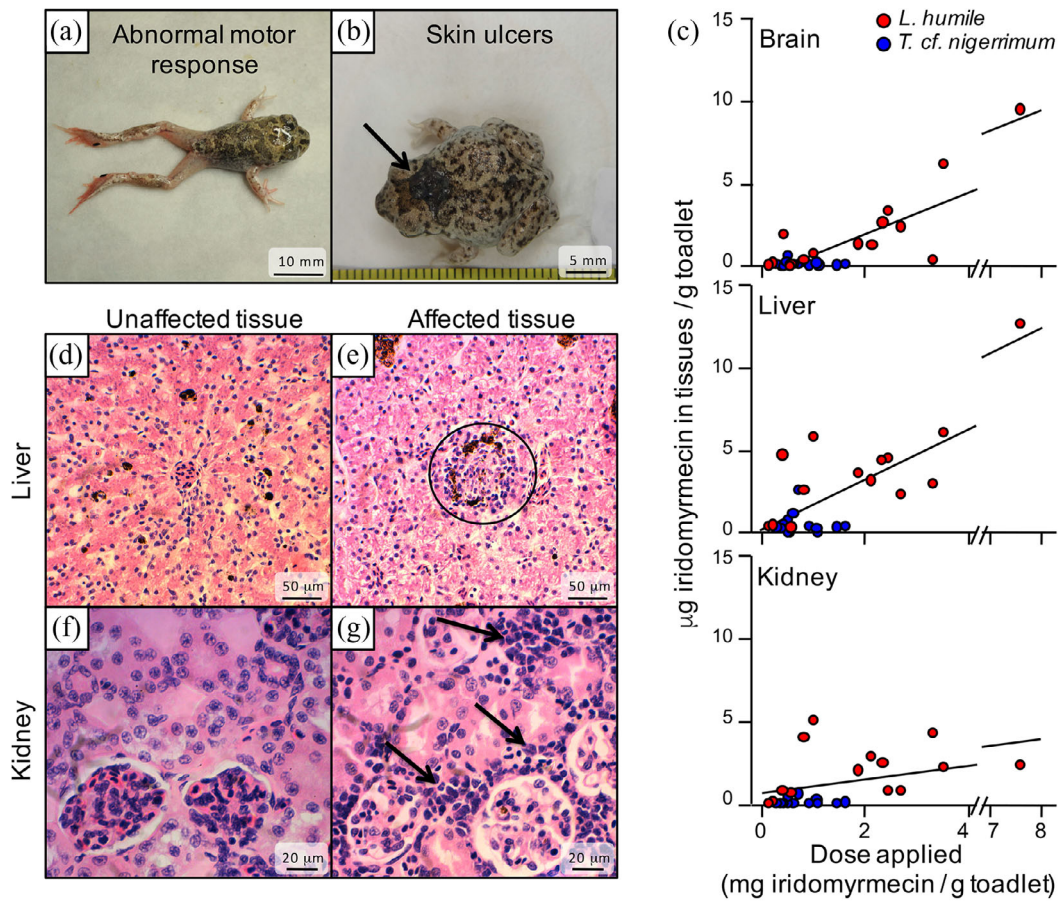 (a)
Abnormal motor
response
10 mm
(b)
Skin ulcers
5 mm
(c)
L. humile
T. cf. nigerrimum
Brain
15
10
5
0
Liver
15
10
5
0
Kidney
15
10
5
0
0
2
4
7
8
µg iridomyrmecin in tissues / g toadlet
Dose applied
(mg iridomyrmecin / g toadlet)
Unaffected tissue
Affected tissue
Liver
(d)
50 µm
(e)
50 µm
Kidney
(f)
20 µm
(g)
20 µm